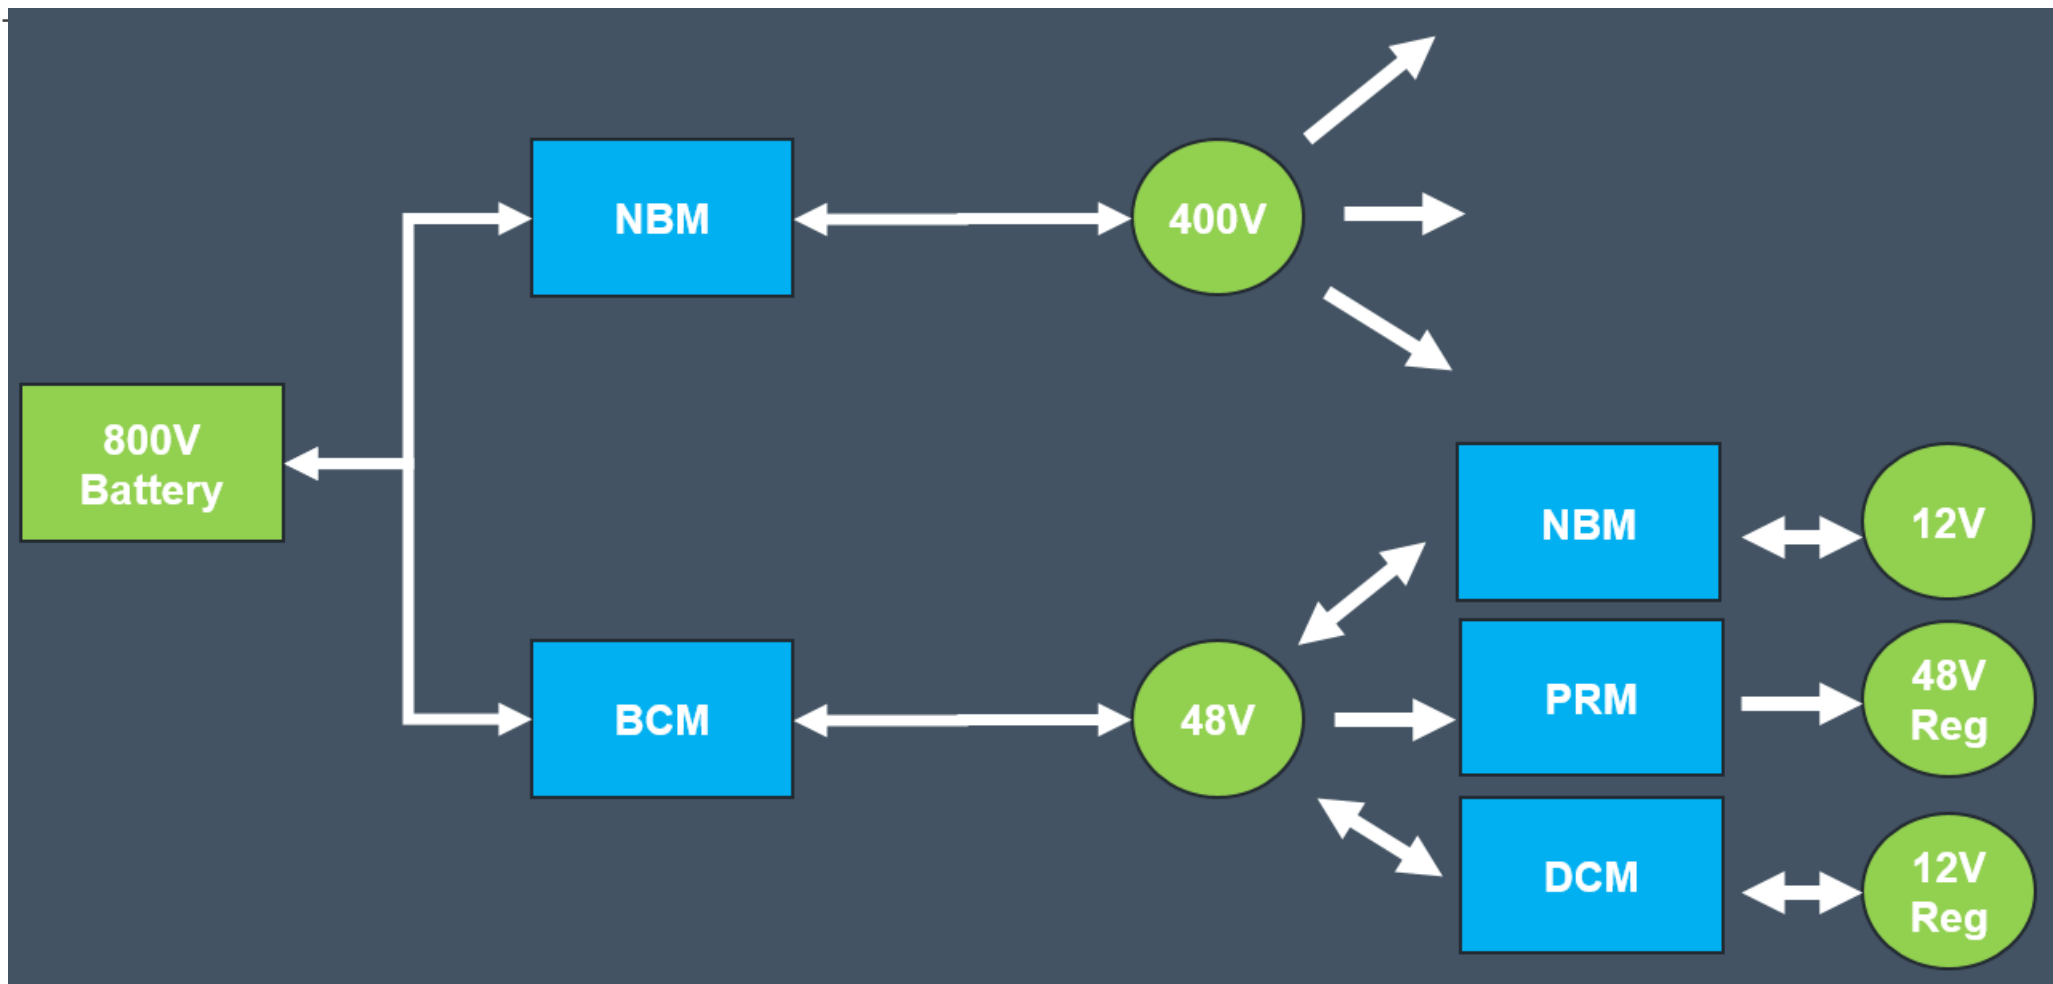 NBM
400V
800V
Battery
NBM
12V
BCM
48V
PRM
48V
Reg
DCM
12V
Reg